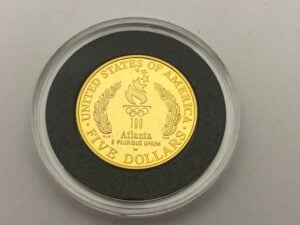 · UNITED STATES OF AMERICA ·
100
Atlanta
E PLURIBUS UNUM
W
FIVE DOLLARS